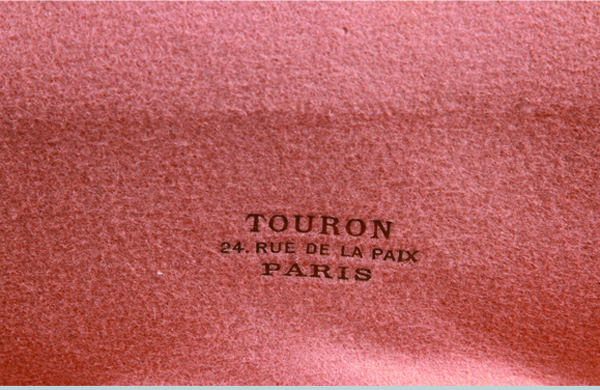 TOURON
24. RUE DE LA PAIX
PARIS